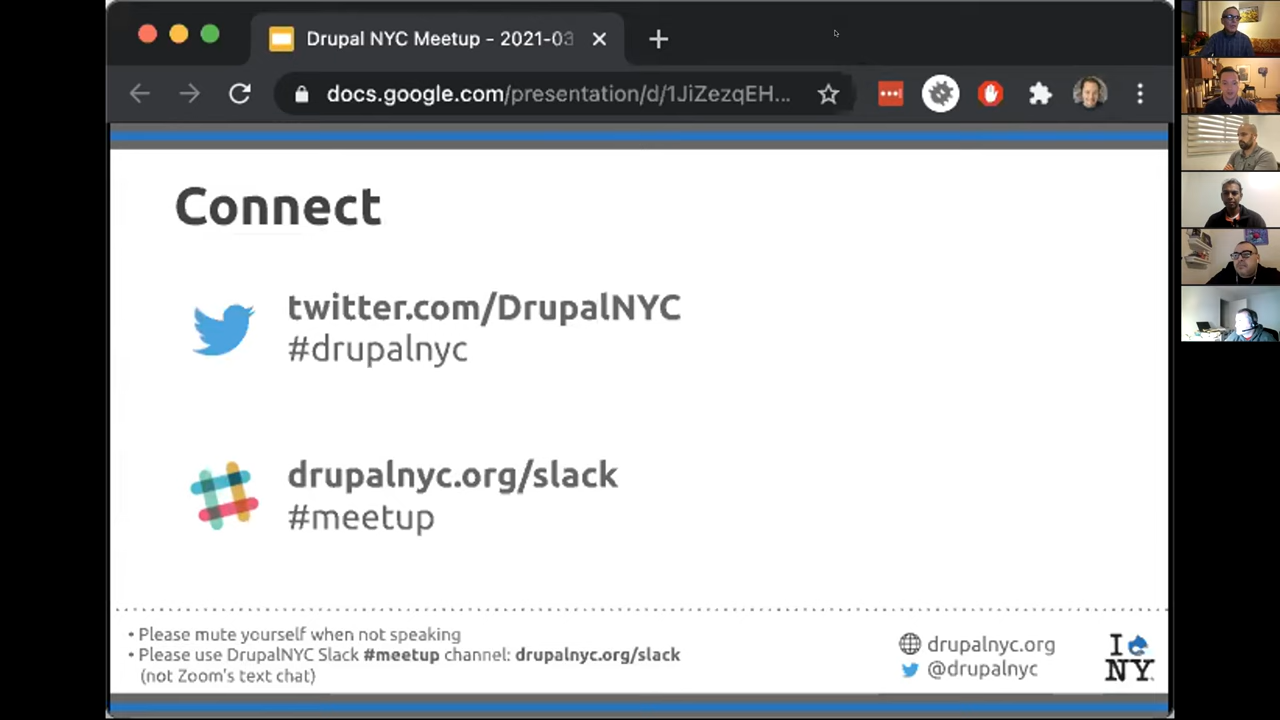 Drupal NYC Meetup - 2021-03
docs.google.com/presentation/d/1JiZezqEH...
Connect
twitter.com/DrupalNYC
#drupalnyc
drupalnyc.org/slack
#meetup
• Please mute yourself when not speaking
• Please use DrupalNYC Slack #meetup channel: drupalnyc.org/slack
(not Zoom's text chat)
drupalnyc.org
@drupalnyc
I NY